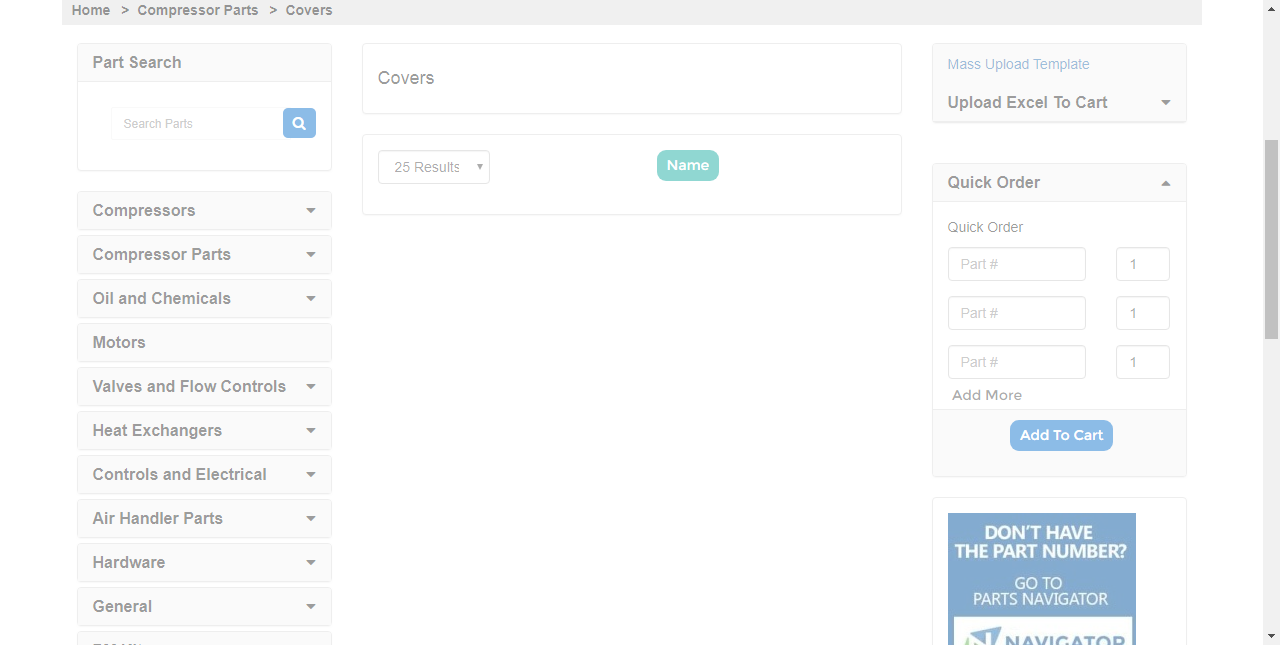 Home > Compressor Parts > Covers
Part Search
Search Parts
Compressors
Compressor Parts
Oil and Chemicals
Motors
Valves and Flow Controls
Heat Exchangers
Controls and Electrical
Air Handler Parts
Hardware
General
Covers
25 Results
Name
Mass Upload Template
Upload Excel To Cart
Quick Order
Quick Order
Part # 1
Part # 1
Part # 1
Add More
Add To Cart
DON'T HAVE
THE PART NUMBER?
GO TO
PARTS NAVIGATOR
NAVIGATOR